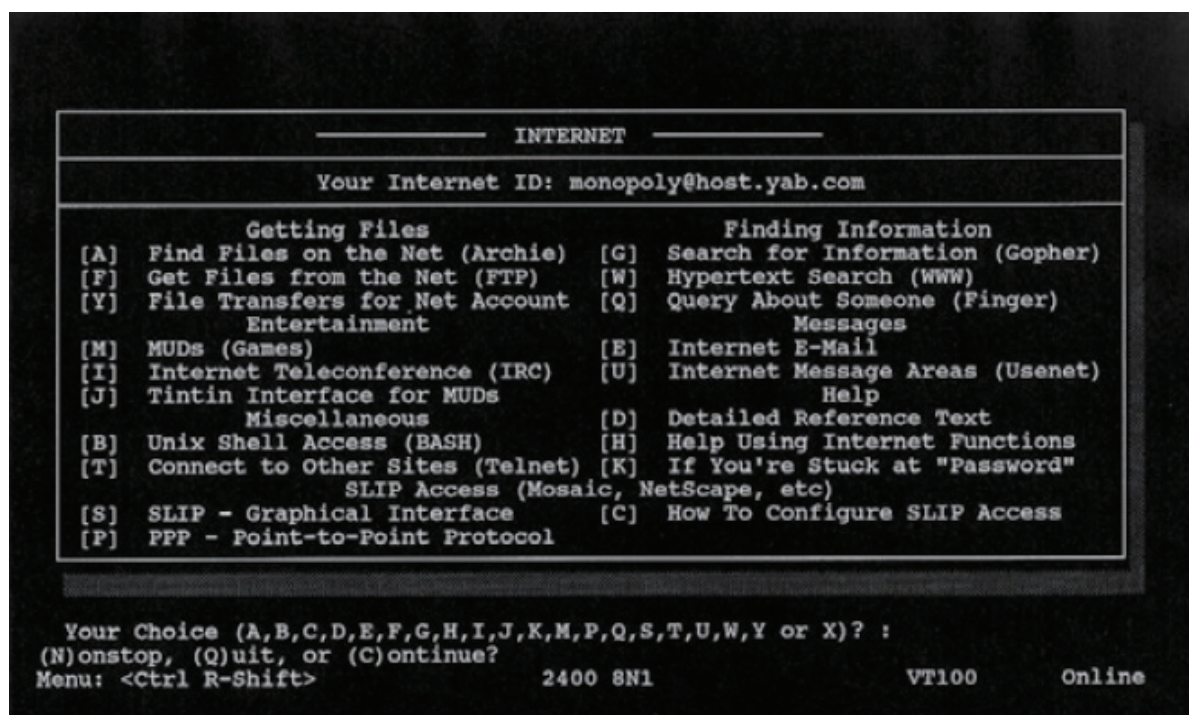 INTERNET
Your Internet ID: monopoly@host.yab.com
Getting Files Finding Information
[A] Find Files on the Net (Archie) [G] Search for Information (Gopher)
[F] Get Files from the Net (FTP) [W] Hypertext Search (WWW)
[Y] File Transfers for Net Account [Q] Query About Someone (Finger)
Entertainment Messages
[M] MUDs (Games) [E] Internet E-Mail
[I] Internet Teleconference (IRC) [U] Internet Message Areas (Usenet)
[J] Tintin Interface for MUDs Help
Miscellaneous [D] Detailed Reference Text
[B] Unix Shell Access (BASH) [H] Help Using Internet Functions
[T] Connect to Other Sites (Telnet) [K] If You're Stuck at "Password"
SLIP Access (Mosaic, NetScape, etc)
[S] SLIP - Graphical Interface [C] How To Configure SLIP Access
[P] PPP - Point-to-Point Protocol
Your Choice (A,B,C,D,E,F,G,H,I,J,K,M,P,Q,S,T,U,W,Y or X)? :
(N)onstop, (Q)uit, or (C)ontinue?
Menu: <Ctrl R-Shift> 2400 8N1 VT100 Online